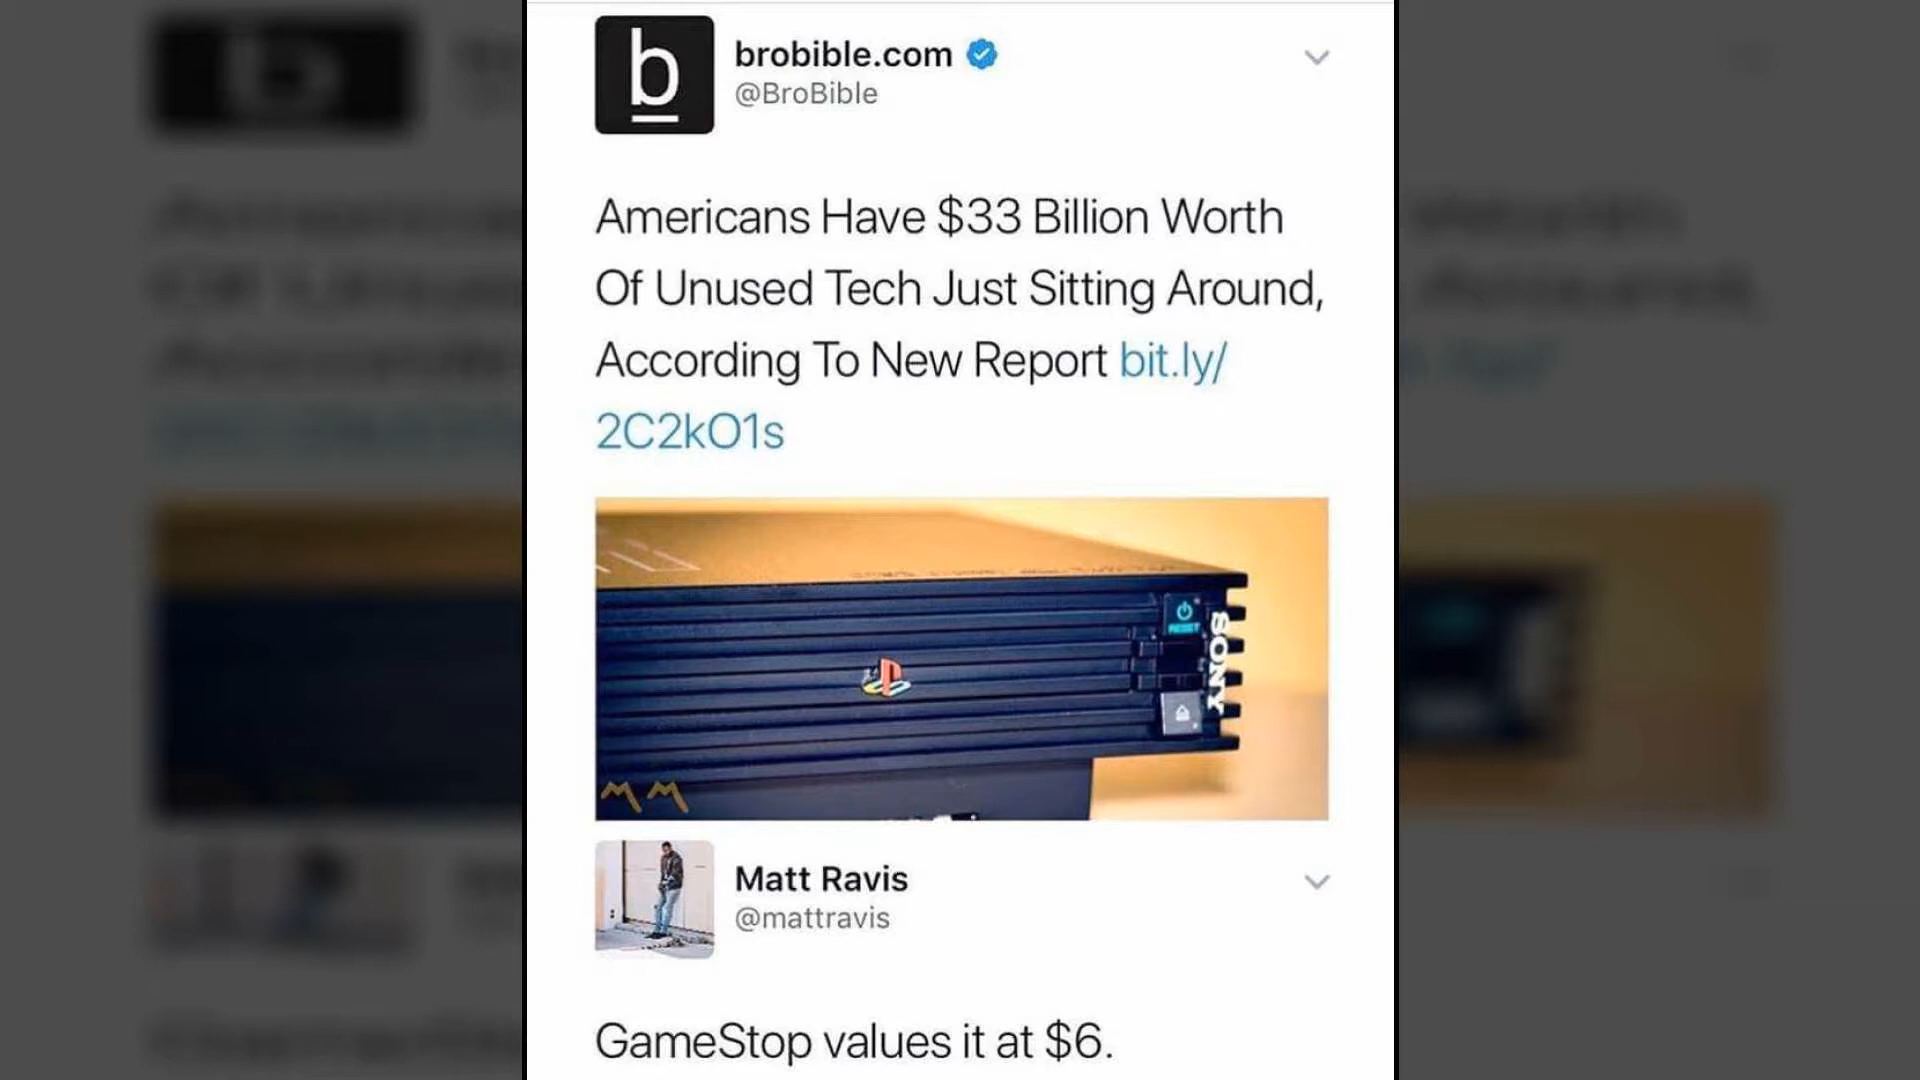 b
brobible.com
@BroBible
Americans Have $33 Billion Worth
Of Unused Tech Just Sitting Around,
According To New Report bit.ly/
2C2kO1s
RESET
SONY
MM
Matt Ravis
@mattravis
GameStop values it at $6.